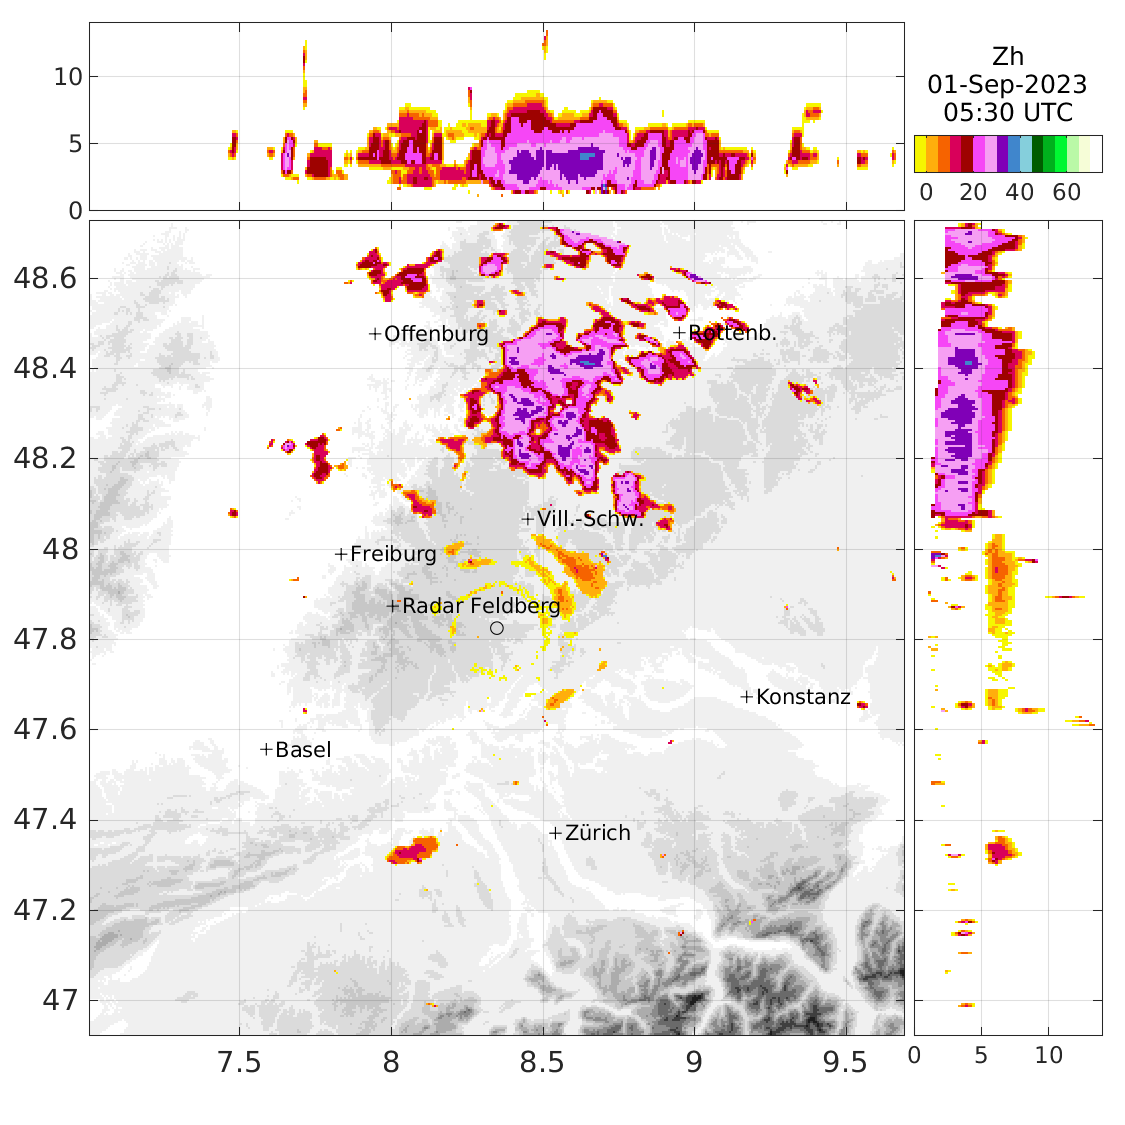 Zh
01-Sep-2023
05:30 UTC
0 20 40 60
10
5
0
48.6
48.4
48.2
48
47.8
47.6
47.4
47.2
47
+Offenburg
+Rottenb.
+Vill.-Schw.
+Freiburg
+Radar Feldberg
+Konstanz
+Basel
+Zürich
7.5 8 8.5 9 9.5
0 5 10